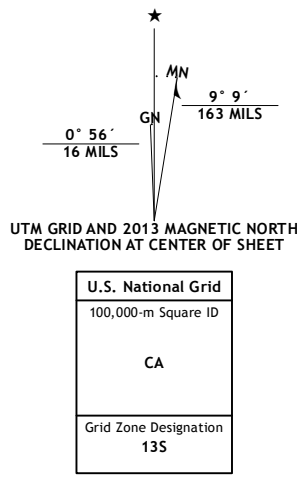 MN
GN
9° 9´
163 MILS
0° 56´
16 MILS
UTM GRID AND 2013 MAGNETIC NORTH
DECLINATION AT CENTER OF SHEET
U.S. National Grid
100,000-m Square ID
CA
Grid Zone Designation
13S